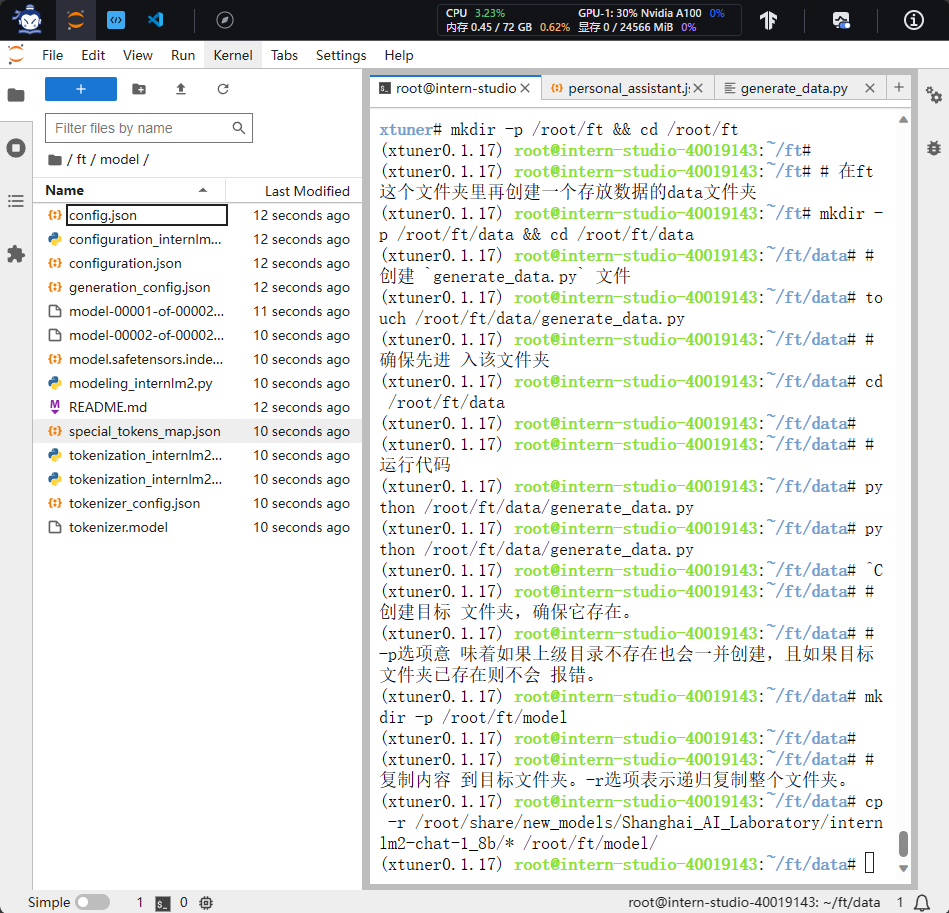 CPU 3.23% GPU-1: 30% Nvidia A100 0%
内存 0.45 / 72 GB 0.62% 显存 0 / 24566 MiB 0%
File Edit View Run Kernel Tabs Settings Help
+
Filter files by name
/ ft / model /
Name Last Modified
config.json 12 seconds ago
configuration_internlm... 12 seconds ago
configuration.json 12 seconds ago
generation_config.json 12 seconds ago
model-00001-of-00002... 11 seconds ago
model-00002-of-00002... 10 seconds ago
model.safetensors.inde... 10 seconds ago
modeling_internlm2.py 10 seconds ago
README.md 12 seconds ago
special_tokens_map.json 10 seconds ago
tokenization_internlm2... 10 seconds ago
tokenization_internlm2... 10 seconds ago
tokenizer_config.json 10 seconds ago
tokenizer.model 10 seconds ago
root@intern-studio personal_assistant.js generate_data.py +
xtuner# mkdir -p /root/ft && cd /root/ft
(xtuner0.1.17) root@intern-studio-40019143:~/ft#
(xtuner0.1.17) root@intern-studio-40019143:~/ft# # 在ft
这个文件夹里再创建一个存放数据的data文件夹
(xtuner0.1.17) root@intern-studio-40019143:~/ft# mkdir -
p /root/ft/data && cd /root/ft/data
(xtuner0.1.17) root@intern-studio-40019143:~/ft/data# #
创建 `generate_data.py` 文件
(xtuner0.1.17) root@intern-studio-40019143:~/ft/data# to
uch /root/ft/data/generate_data.py
(xtuner0.1.17) root@intern-studio-40019143:~/ft/data# #
确保先进 入该文件夹
(xtuner0.1.17) root@intern-studio-40019143:~/ft/data# cd
/root/ft/data
(xtuner0.1.17) root@intern-studio-40019143:~/ft/data#
(xtuner0.1.17) root@intern-studio-40019143:~/ft/data# #
运行代码
(xtuner0.1.17) root@intern-studio-40019143:~/ft/data# py
thon /root/ft/data/generate_data.py
(xtuner0.1.17) root@intern-studio-40019143:~/ft/data# py
thon /root/ft/data/generate_data.py
(xtuner0.1.17) root@intern-studio-40019143:~/ft/data# ^C
(xtuner0.1.17) root@intern-studio-40019143:~/ft/data# #
创建目标 文件夹，确保它存在。
(xtuner0.1.17) root@intern-studio-40019143:~/ft/data# #
-p选项意 味着如果上级目录不存在也会一并创建，且如果目标
文件夹已存在则不会 报错。
(xtuner0.1.17) root@intern-studio-40019143:~/ft/data# mk
dir -p /root/ft/model
(xtuner0.1.17) root@intern-studio-40019143:~/ft/data#
(xtuner0.1.17) root@intern-studio-40019143:~/ft/data# #
复制内容 到目标文件夹。-r选项表示递归复制整个文件夹。
(xtuner0.1.17) root@intern-studio-40019143:~/ft/data# cp
-r /root/share/new_models/Shanghai_AI_Laboratory/intern
lm2-chat-1_8b/* /root/ft/model/
(xtuner0.1.17) root@intern-studio-40019143:~/ft/data#
Simple 1 0 root@intern-studio-40019143: ~/ft/data 1